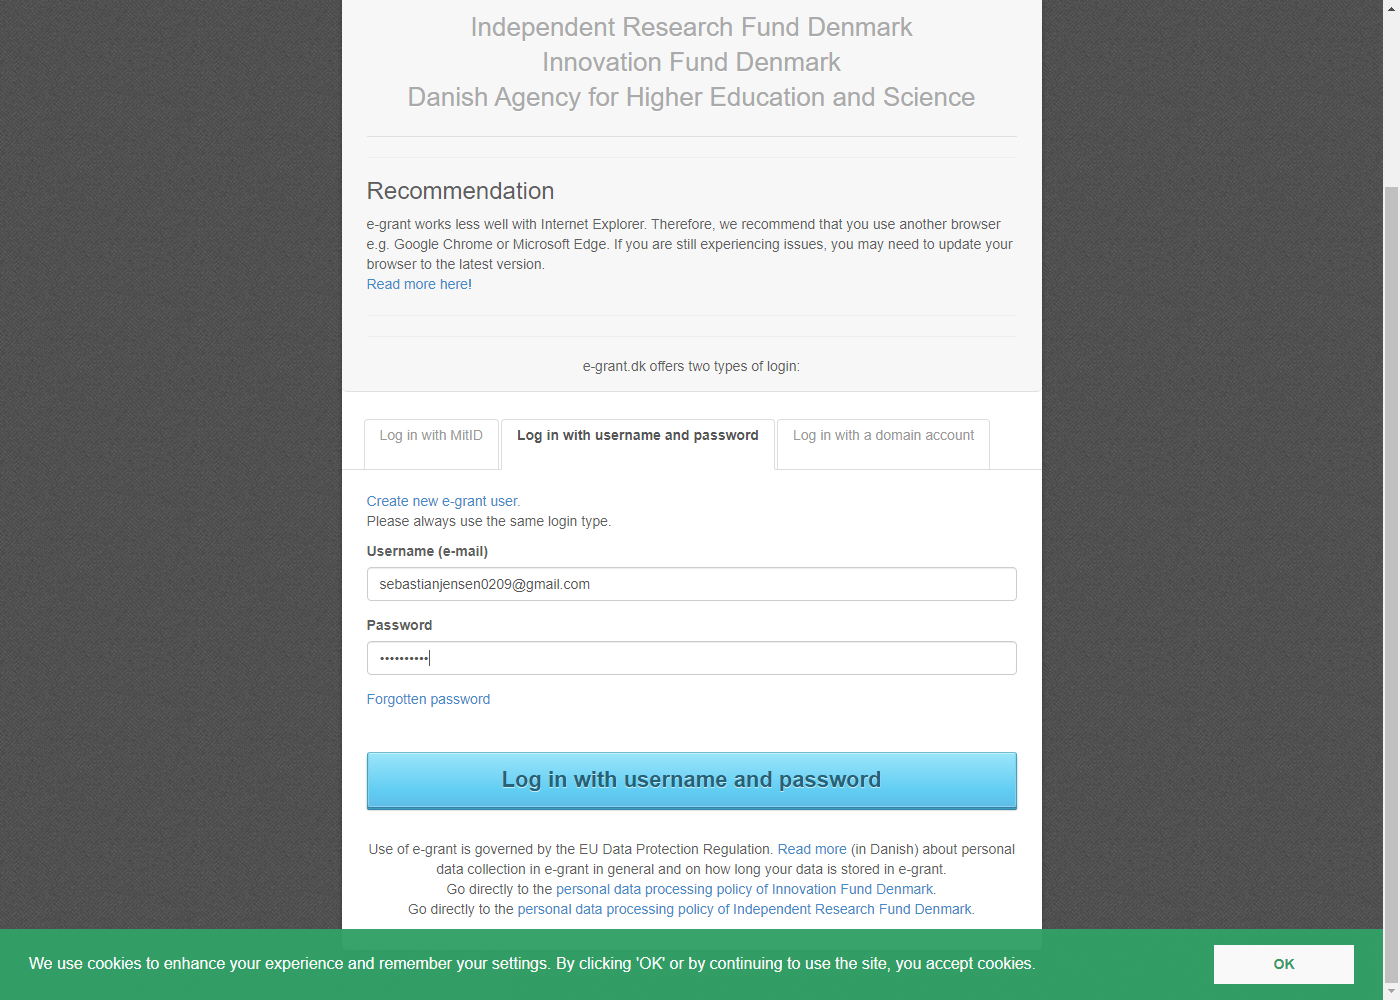 Independent Research Fund Denmark
Innovation Fund Denmark
Danish Agency for Higher Education and Science
Recommendation
e-grant works less well with Internet Explorer. Therefore, we recommend that you use another browser
e.g. Google Chrome or Microsoft Edge. If you are still experiencing issues, you may need to update your
browser to the latest version.
Read more here!
e-grant.dk offers two types of login:
Log in with MitID
Log in with username and password
Log in with a domain account
Create new e-grant user.
Please always use the same login type.
Username (e-mail)
sebastianjensen0209@gmail.com
Password
••••••••••
Forgotten password
Log in with username and password
Use of e-grant is governed by the EU Data Protection Regulation. Read more (in Danish) about personal
data collection in e-grant in general and on how long your data is stored in e-grant.
Go directly to the personal data processing policy of Innovation Fund Denmark.
Go directly to the personal data processing policy of Independent Research Fund Denmark.
We use cookies to enhance your experience and remember your settings. By clicking 'OK' or by continuing to use the site, you accept cookies.
OK